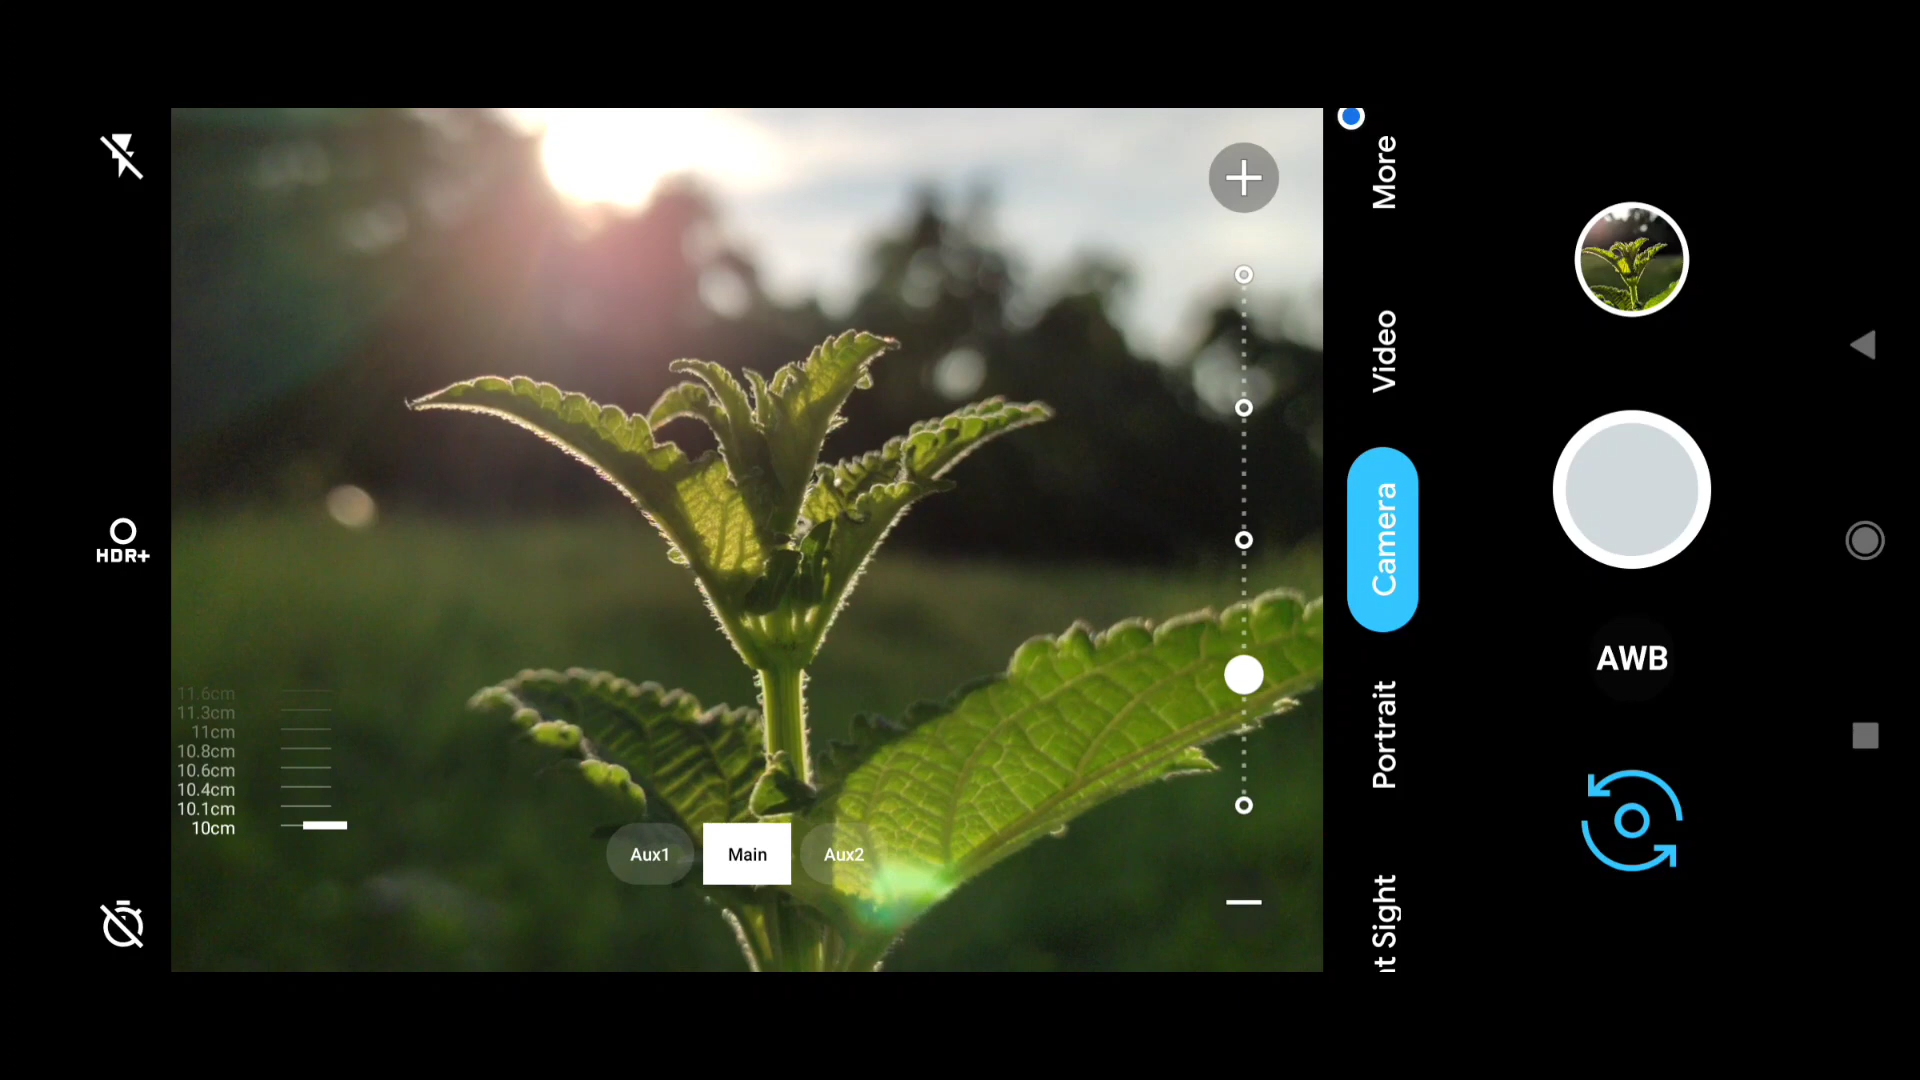 HDR+
11.6cm
11.3cm
11cm
10.8cm
10.6cm
10.4cm
10.1cm
10cm
Aux1
Main
Aux2
More
Video
Camera
Portrait
t Sight
AWB